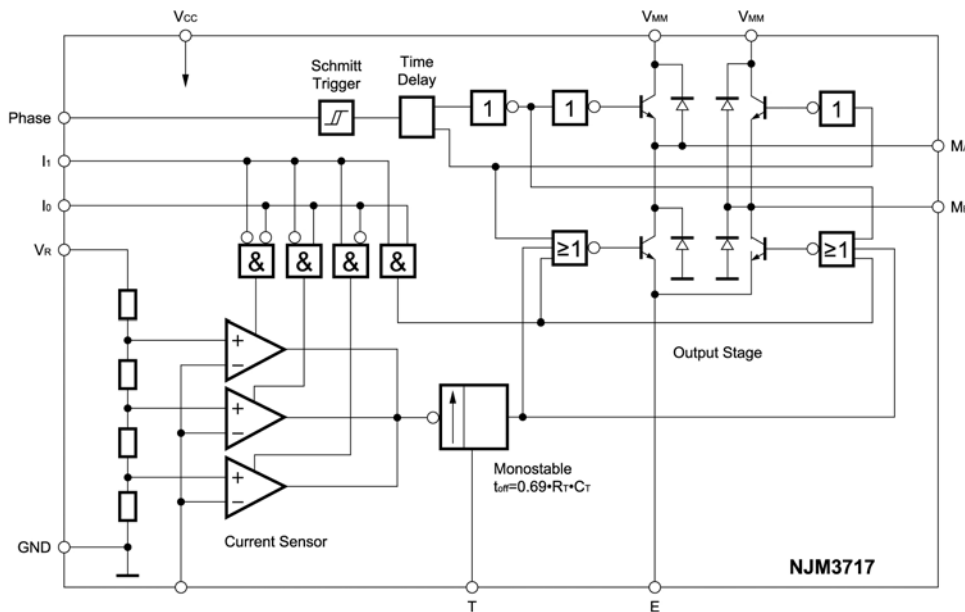 VCC
VMM
VMM
Schmitt
Trigger
Time
Delay
Phase
1
1
1
I1
I0
VR
&
&
&
&
≥1
≥1
+
−
+
−
+
−
Output Stage
Monostable
toff=0.69•RT•CT
Current Sensor
GND
NJM3717
T
E